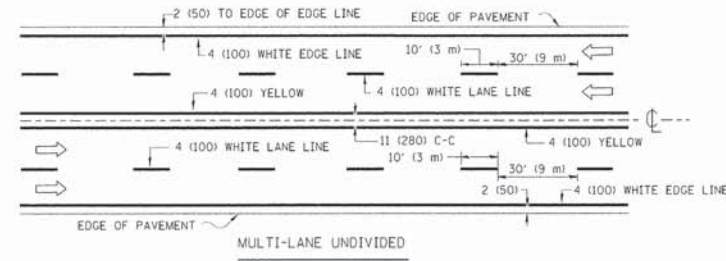 2 (50) TO EDGE OF EDGE LINE
EDGE OF PAVEMENT
4 (100) WHITE EDGE LINE
10' (3 m)
30' (9 m)
4 (100) YELLOW
4 (100) WHITE LANE LINE
℄
4 (100) WHITE LANE LINE
11 (280) C-C
4 (100) YELLOW
10' (3 m)
30' (9 m)
2 (50)
4 (100) WHITE EDGE LINE
EDGE OF PAVEMENT
MULTI-LANE UNDIVIDED